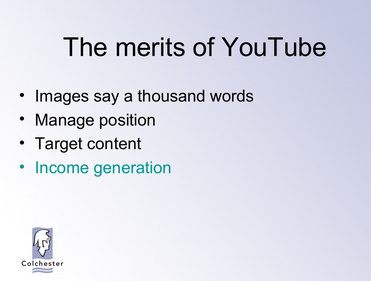 The merits of YouTube
• Images say a thousand words
• Manage position
• Target content
• Income generation
Colchester